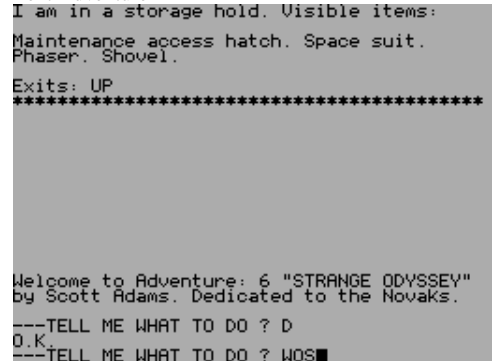 I am in a storage hold. Visible items:
Maintenance access hatch. Space suit.
Phaser. Shovel.
Exits: UP
*******************************************
Welcome to Adventure: 6 "STRANGE ODYSSEY"
by Scott Adams. Dedicated to the Novaks.
---TELL ME WHAT TO DO ? D
O.K.
---TELL ME WHAT TO DO ? WOS